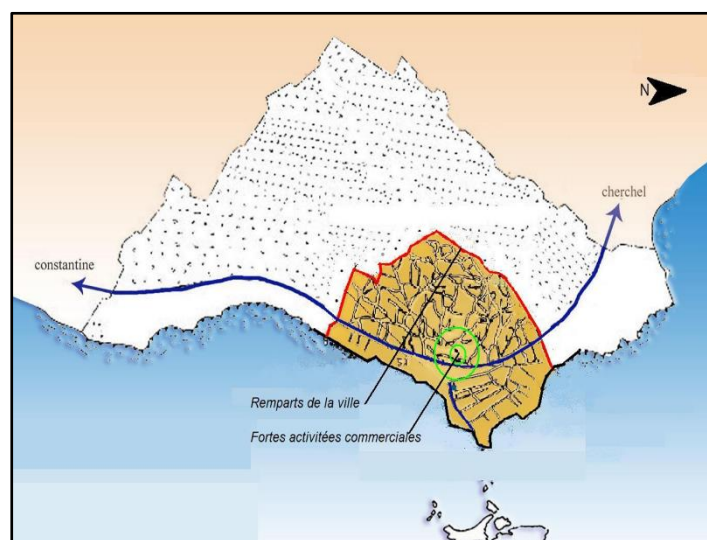 N
cherchel
constantine
Remparts de la ville
Fortes activitées commerciales